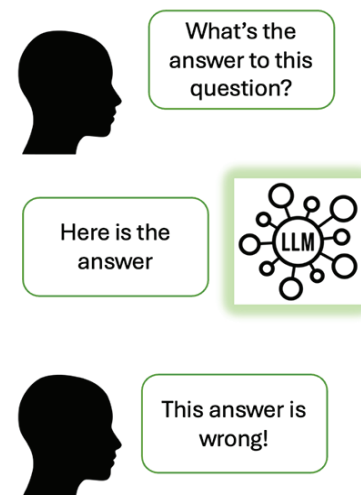 What's the
answer to this
question?
Here is the
answer
LLM
This answer is
wrong!